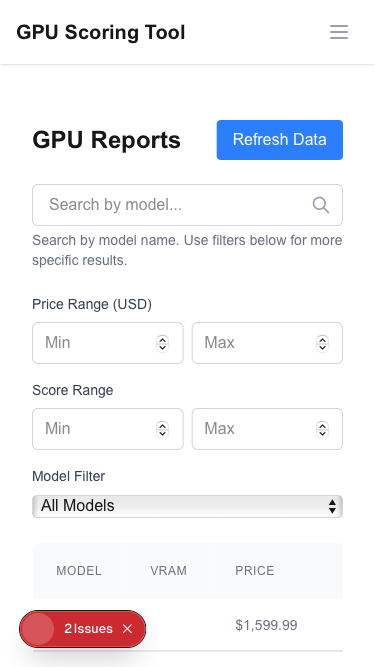 GPU Scoring Tool
GPU Reports
Refresh Data
Search by model...
Search by model name. Use filters below for more
specific results.
Price Range (USD)
Min
Max
Score Range
Min
Max
Model Filter
All Models
MODEL VRAM PRICE
$1,599.99
2 Issues